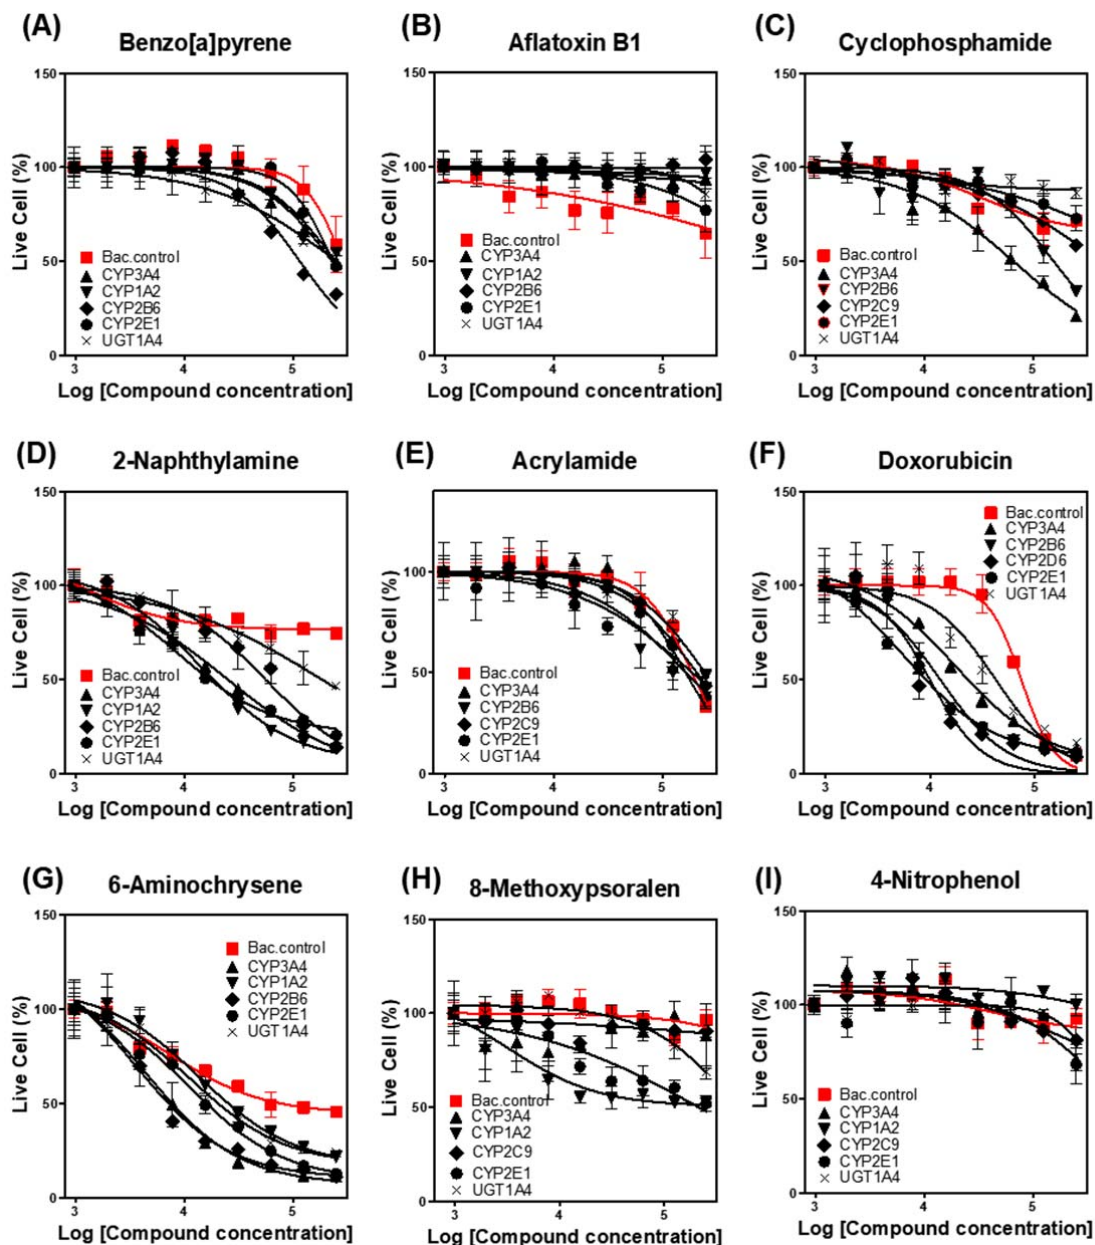 (A)
Benzo[a]pyrene
150
100
50
0
Live Cell (%)
Bac.control
CYP3A4
CYP1A2
CYP2B6
CYP2E1
UGT1A4
3 4 5
Log [Compound concentration]
(B)
Aflatoxin B1
150
100
50
0
Live Cell (%)
Bac.control
CYP3A4
CYP1A2
CYP2B6
CYP2E1
UGT1A4
3 4 5
Log [Compound concentration]
(C)
Cyclophosphamide
150
100
50
0
Live Cell (%)
Bac.control
CYP3A4
CYP2B6
CYP2C9
CYP2E1
UGT1A4
3 4 5
Log [Compound concentration]
(D)
2-Naphthylamine
150
100
50
0
Live Cell (%)
Bac.control
CYP3A4
CYP1A2
CYP2B6
CYP2E1
UGT1A4
3 4 5
Log [Compound concentration]
(E)
Acrylamide
100
50
0
Live Cell (%)
Bac.control
CYP3A4
CYP2B6
CYP2C9
CYP2E1
UGT1A4
3 4 5
Log [Compound concentration]
(F)
Doxorubicin
150
100
50
0
Live Cell (%)
Bac.control
CYP3A4
CYP2B6
CYP2D6
CYP2E1
UGT1A4
3 4 5
Log [Compound concentration]
(G)
6-Aminochrysene
150
100
50
0
Live Cell (%)
Bac.control
CYP3A4
CYP1A2
CYP2B6
CYP2E1
UGT1A4
3 4 5
Log [Compound concentration]
(H)
8-Methoxypsoralen
150
100
50
0
Live Cell (%)
Bac.control
CYP3A4
CYP1A2
CYP2C9
CYP2E1
UGT1A4
3 4 5
Log [Compound concentration]
(I)
4-Nitrophenol
150
100
50
0
Live Cell (%)
Bac.control
CYP3A4
CYP1A2
CYP2C9
CYP2E1
UGT1A4
3 4 5
Log [Compound concentration]